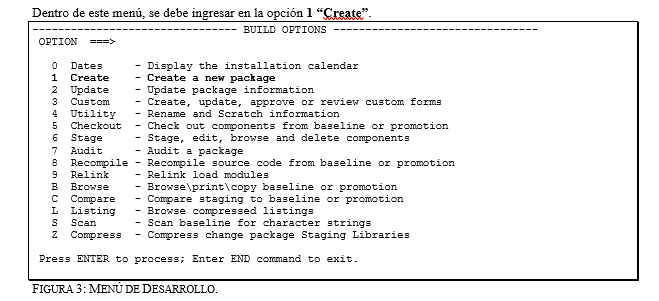 Dentro de este menú, se debe ingresar en la opción 1 “Create”.
-------------------------------- BUILD OPTIONS --------------------------------
OPTION ===>
0 Dates - Display the installation calendar
1 Create - Create a new package
2 Update - Update package information
3 Custom - Create, update, approve or review custom forms
4 Utility - Rename and Scratch information
5 Checkout - Check out components from baseline or promotion
6 Stage - Stage, edit, browse and delete components
7 Audit - Audit a package
8 Recompile - Recompile source code from baseline or promotion
9 Relink - Relink load modules
B Browse - Browse\print\copy baseline or promotion
C Compare - Compare staging to baseline or promotion
L Listing - Browse compressed listings
S Scan - Scan baseline for character strings
Z Compress - Compress change package Staging Libraries
Press ENTER to process; Enter END command to exit.
FIGURA 3: MENÚ DE DESARROLLO.